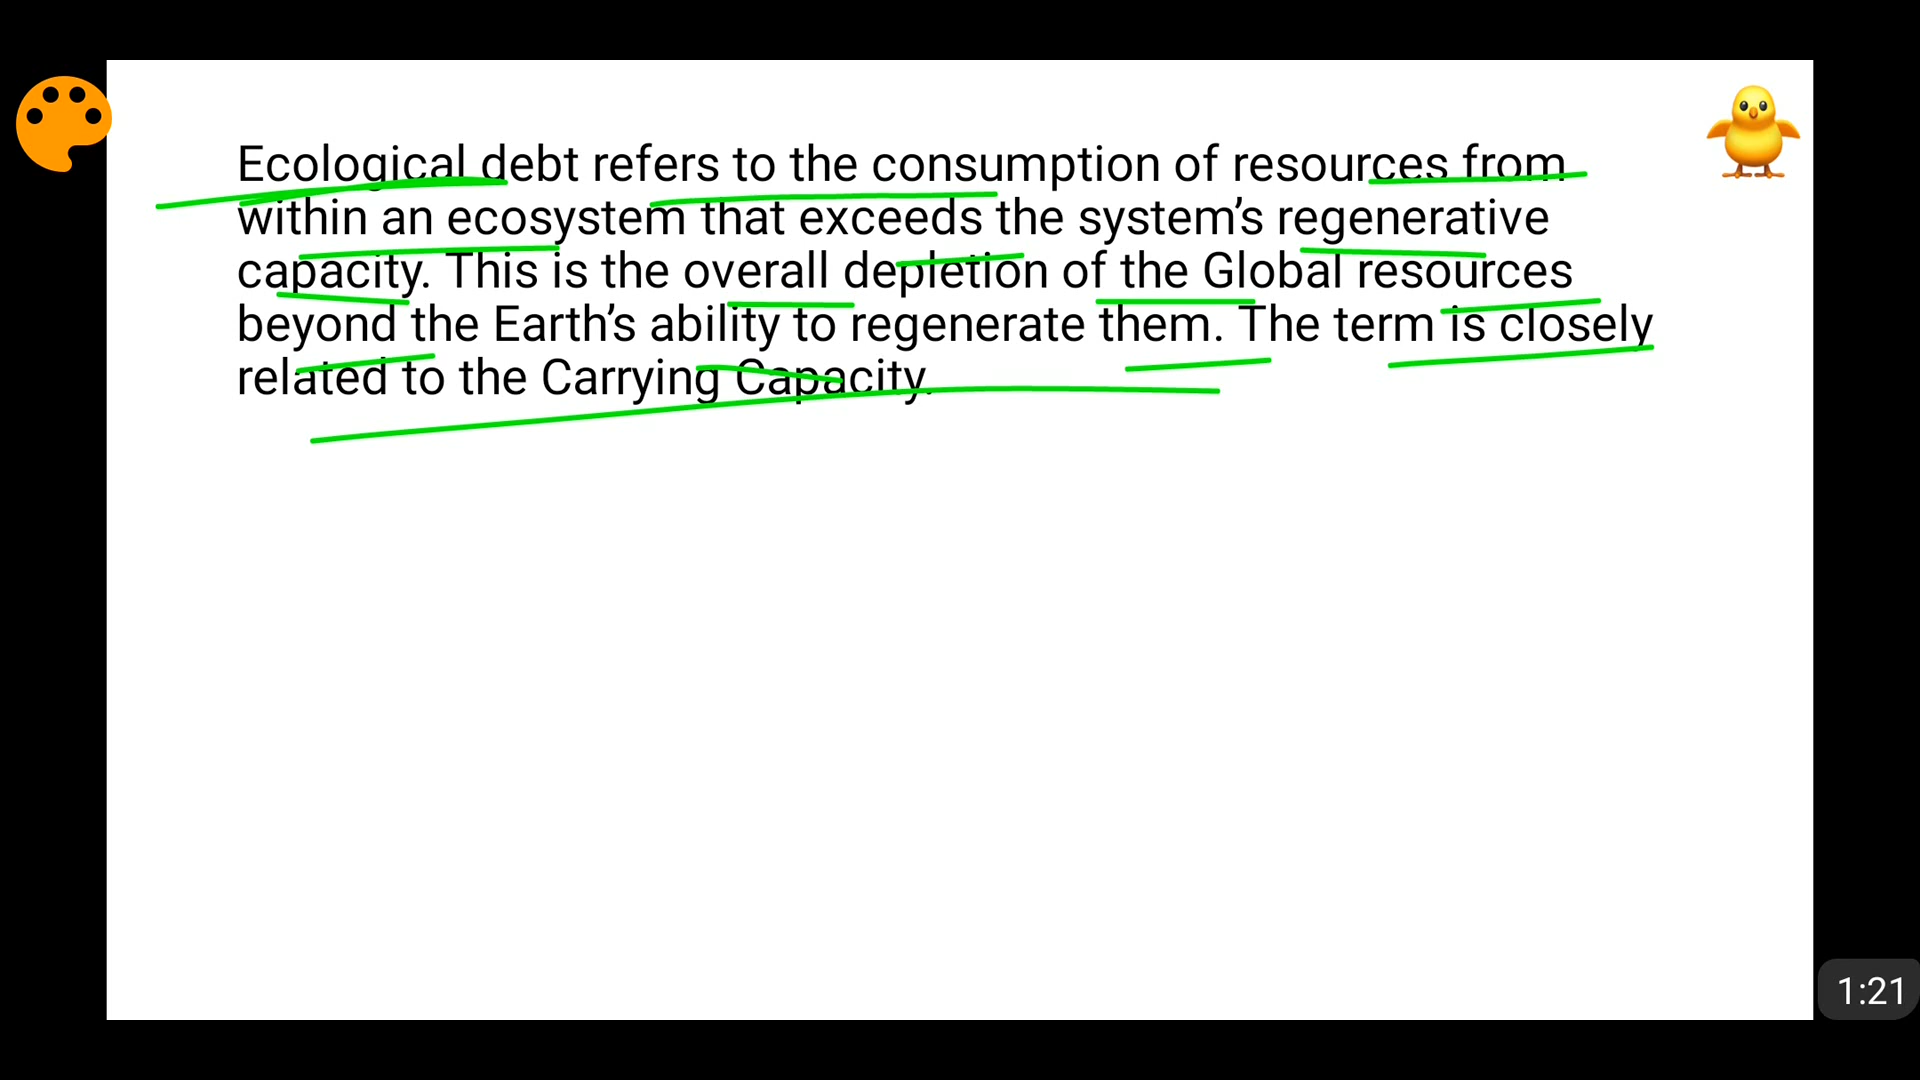 Ecological debt refers to the consumption of resources from
within an ecosystem that exceeds the system’s regenerative
capacity. This is the overall depletion of the Global resources
beyond the Earth’s ability to regenerate them. The term is closely
related to the Carrying Capacity.
1:21